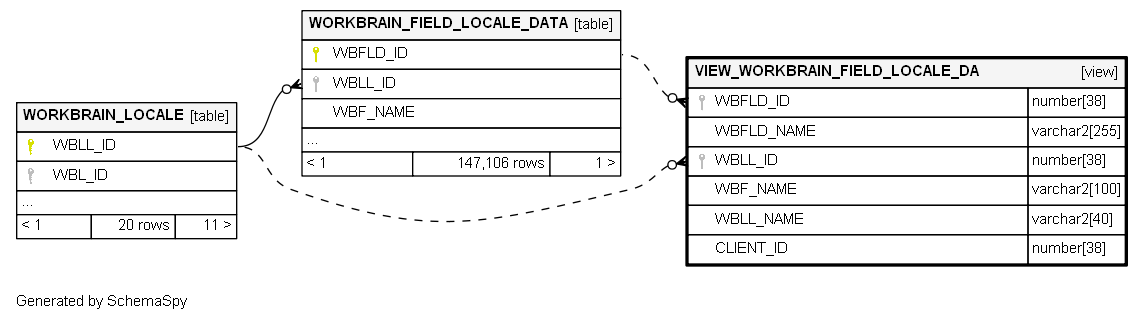 WORKBRAIN_FIELD_LOCALE_DATA [table]
WBFLD_ID
WBLL_ID
WBF_NAME
...
< 1 147,106 rows 1 >
WORKBRAIN_LOCALE [table]
WBLL_ID
WBL_ID
...
< 1 20 rows 11 >
VIEW_WORKBRAIN_FIELD_LOCALE_DA [view]
WBFLD_ID number[38]
WBFLD_NAME varchar2[255]
WBLL_ID number[38]
WBF_NAME varchar2[100]
WBLL_NAME varchar2[40]
CLIENT_ID number[38]
Generated by SchemaSpy